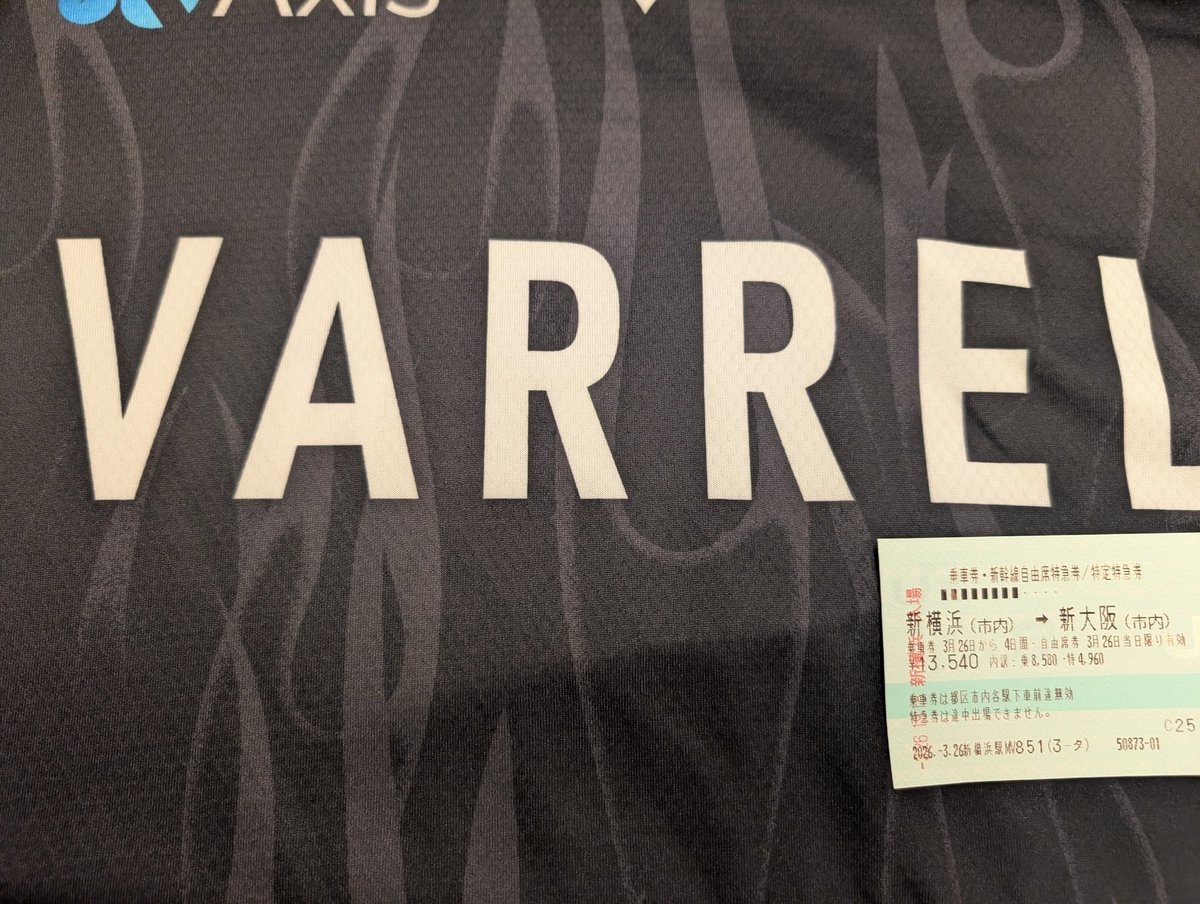 Axis
VARREL
乗車券・新幹線自由席特急券/特定特急券
新横浜(市内) → 新大阪(市内)
乗車券 3月26日から 4日間・自由席券 3月26日当日限り有効
¥13,540 内訳:乗8,580・特4,960
乗車券は都区市内各駅下車前途無効
特急券は途中出場できません。
C25
2026.-3.26新横浜駅MV851(3-タ) 50873-01